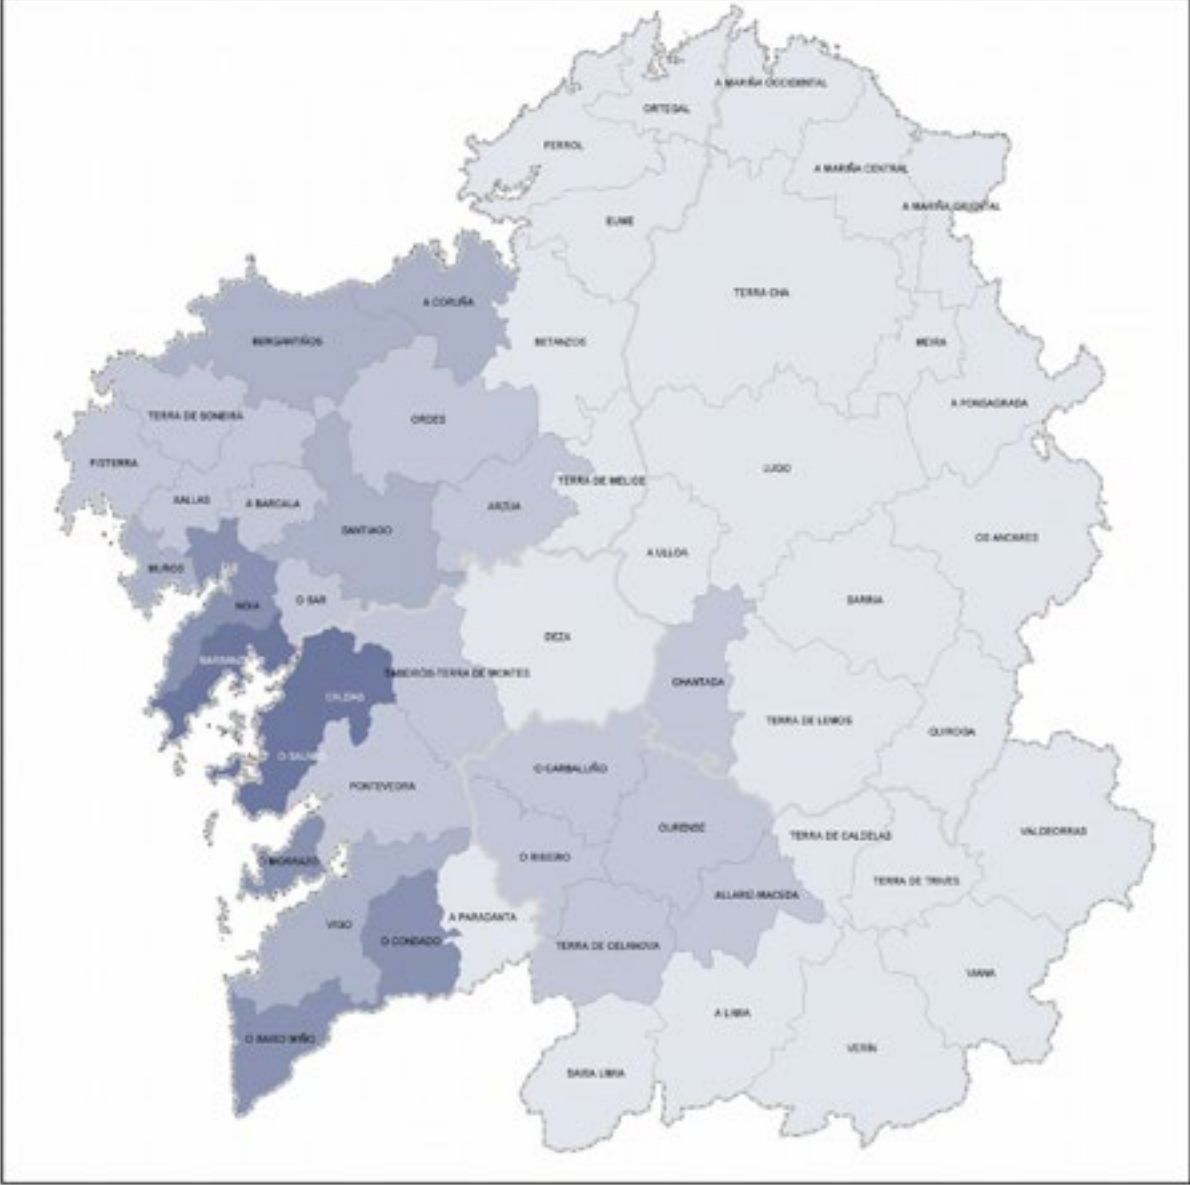 A MARIÑA OCCIDENTAL
ORTEGAL
FERROL
A MARIÑA CENTRAL
A MARIÑA ORIENTAL
EUME
TERRA CHA
A CORUÑA
BERGANTIÑOS
BETANZOS
MEIRA
A FONSAGRADA
TERRA DE SONEIRA
ORDES
FISTERRA
LUGO
TERRA DE MELIDE
XALLAS
A BARCALA
ARZÚA
SANTIAGO
OS ANCARES
A ULLOA
MUROS
O SAR
SARRIA
NOIA
DEZA
BARBANZA
TABEIRÓS-TERRA DE MONTES
CHANTADA
CALDAS
TERRA DE LEMOS
QUIROGA
O SALNÉS
O CARBALLIÑO
PONTEVEDRA
OURENSE
VALDEORRAS
TERRA DE CALDELAS
O RIBEIRO
O MORRAZO
TERRA DE TRIVES
ALLARIZ-MACEDA
A PARADANTA
VIGO
O CONDADO
TERRA DE CELANOVA
VIANA
A LIMIA
O BAIXO MIÑO
VERÍN
BAIXA LIMIA